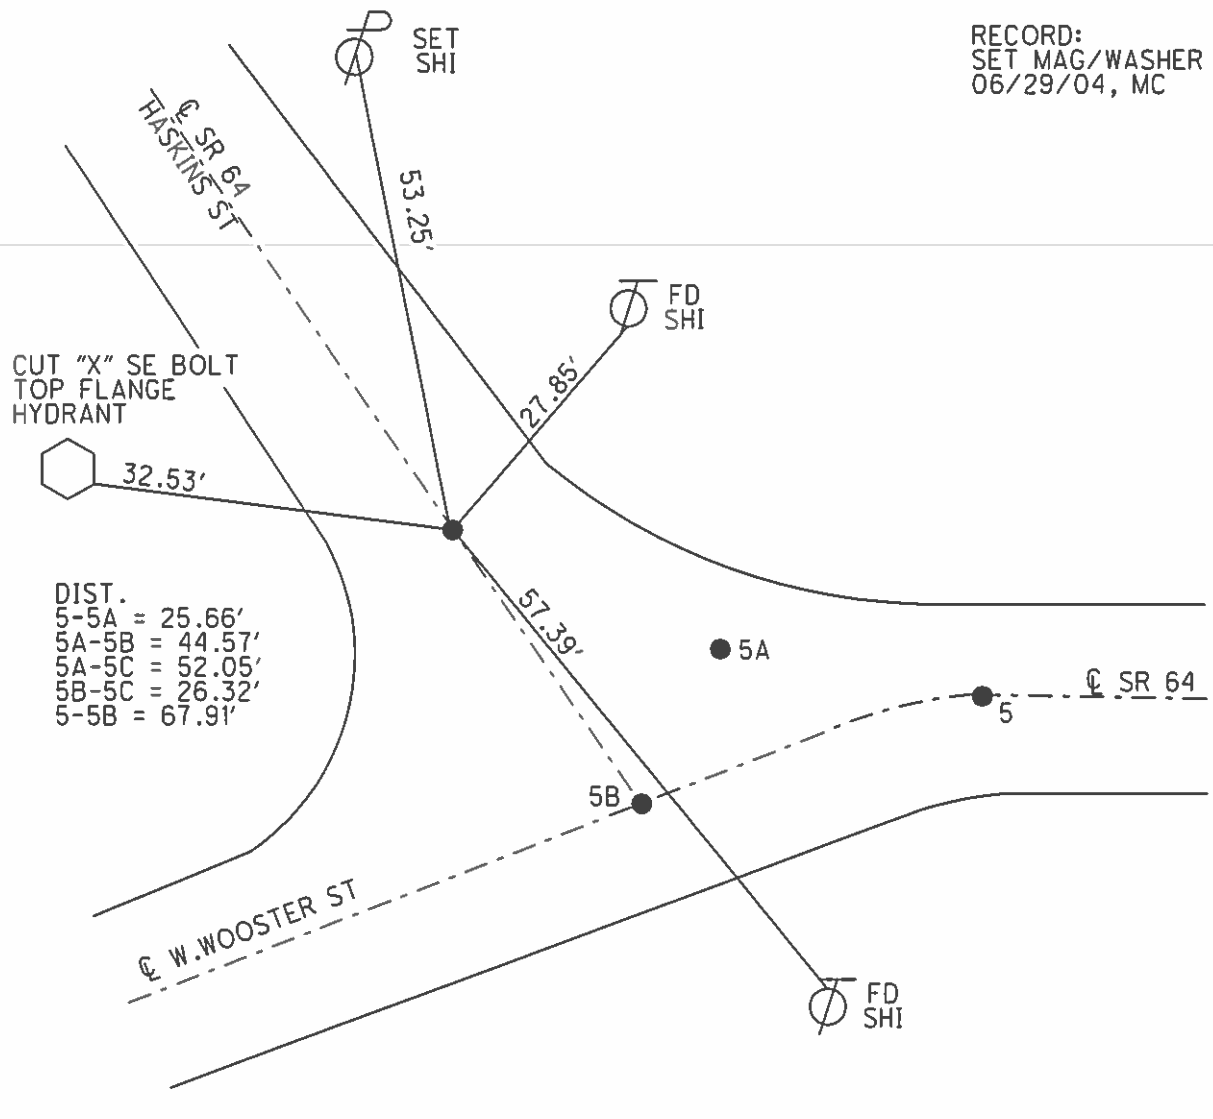 SET
SHI
RECORD:
SET MAG/WASHER
06/29/04, MC
℄ SR 64
HASKINS ST
53.25'
FD
SHI
27.85'
CUT "X" SE BOLT
TOP FLANGE
HYDRANT
32.53'
DIST.
5-5A = 25.66'
5A-5B = 44.57'
5A-5C = 52.05'
5B-5C = 26.32'
5-5B = 67.91'
57.39'
5A
℄ SR 64
5
5B
℄ W.WOOSTER ST
FD
SHI